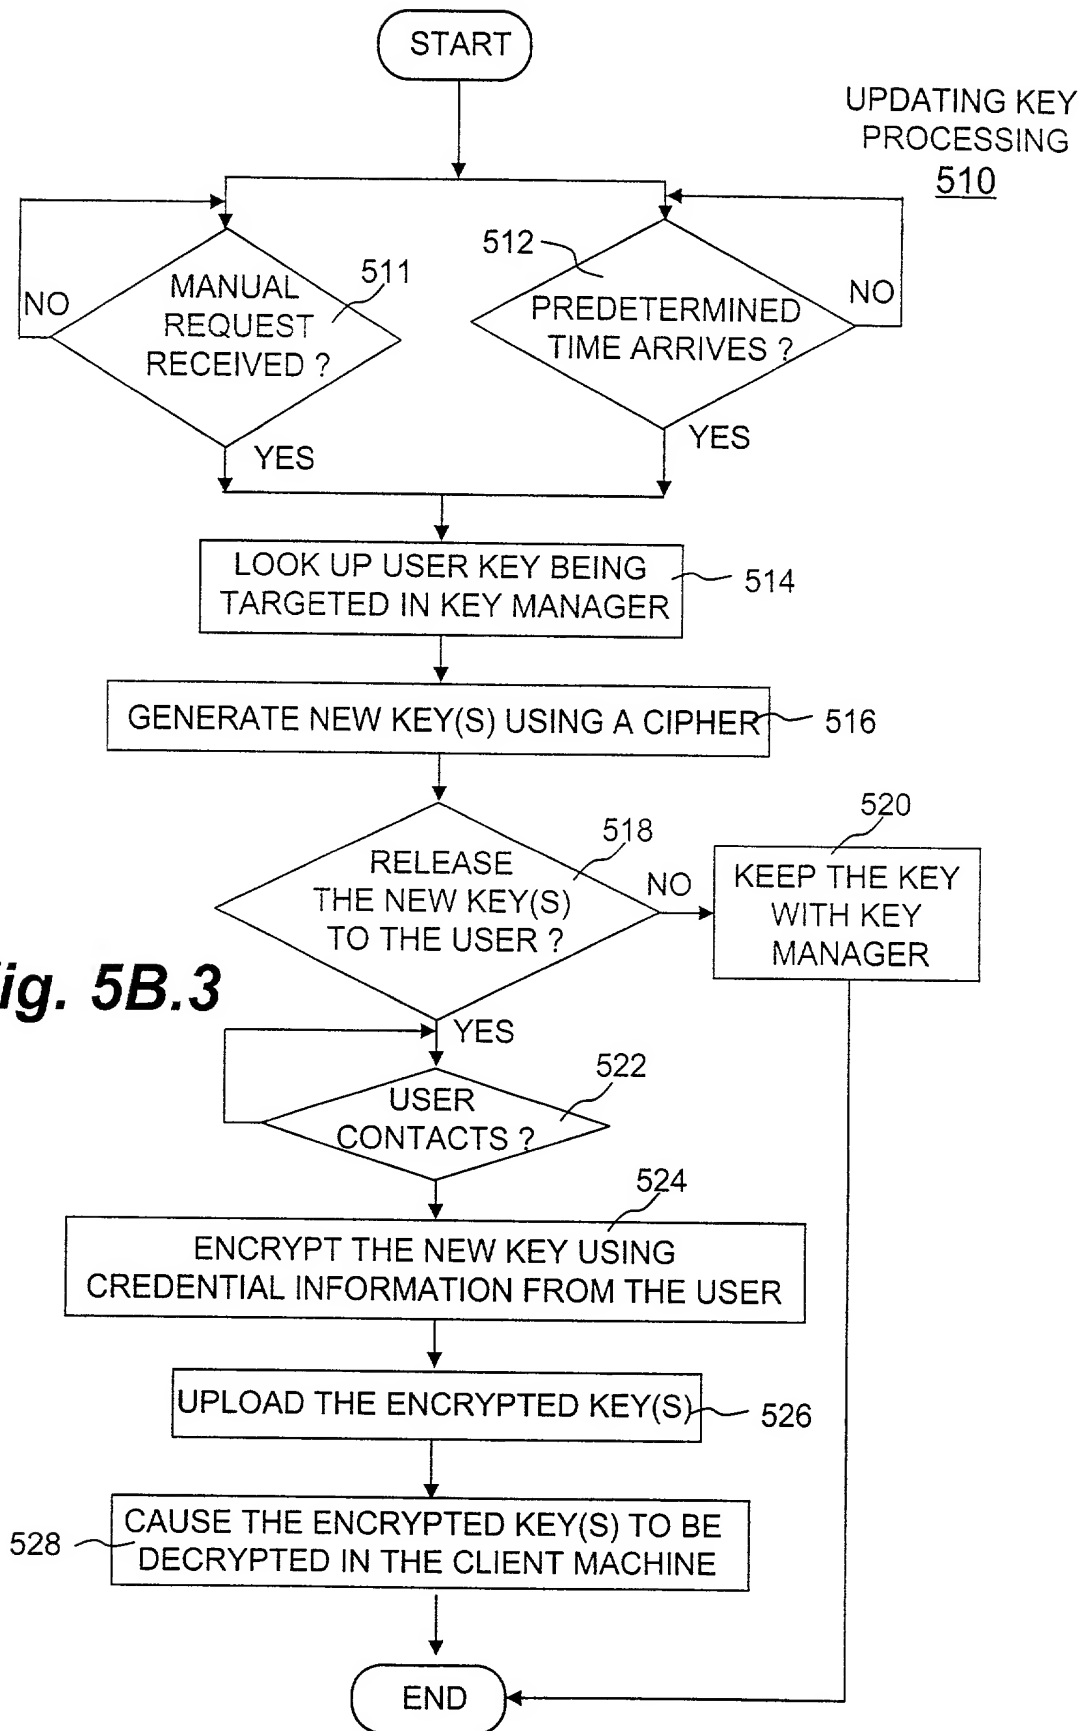 START
UPDATING KEY
PROCESSING
510
512
511
MANUAL
REQUEST
RECEIVED ?
NO
PREDETERMINED
TIME ARRIVES ?
NO
YES
YES
LOOK UP USER KEY BEING
TARGETED IN KEY MANAGER
514
GENERATE NEW KEY(S) USING A CIPHER
516
518
RELEASE
THE NEW KEY(S)
TO THE USER ?
NO
520
KEEP THE KEY
WITH KEY
MANAGER
ig. 5B.3
YES
522
USER
CONTACTS ?
524
ENCRYPT THE NEW KEY USING
CREDENTIAL INFORMATION FROM THE USER
UPLOAD THE ENCRYPTED KEY(S)
526
528
CAUSE THE ENCRYPTED KEY(S) TO BE
DECRYPTED IN THE CLIENT MACHINE
END